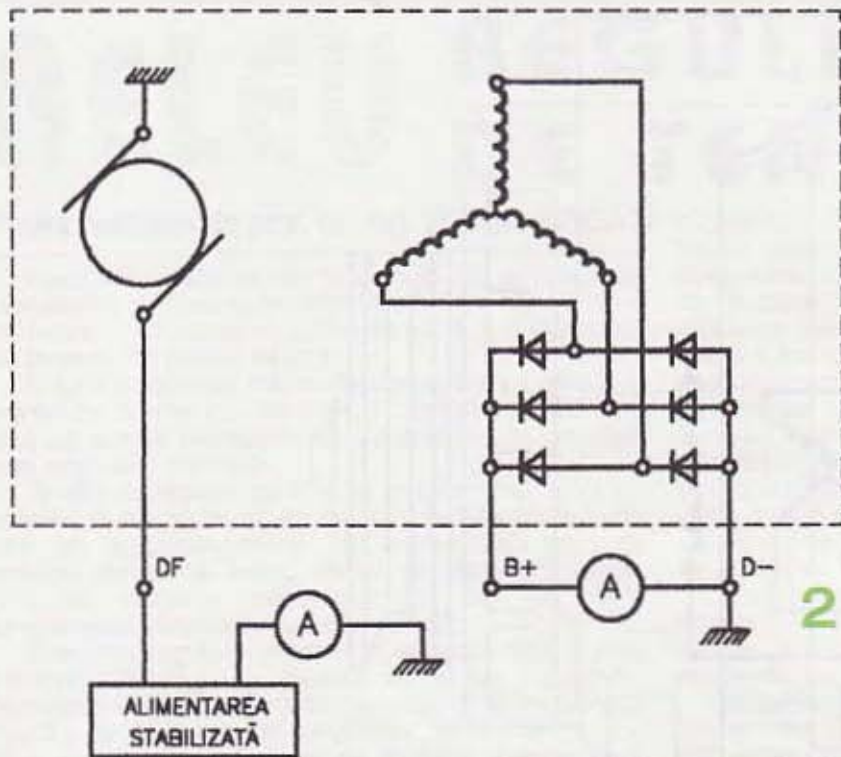 DF
B+
D-
A
A
2
ALIMENTAREA
STABILIZATĂ